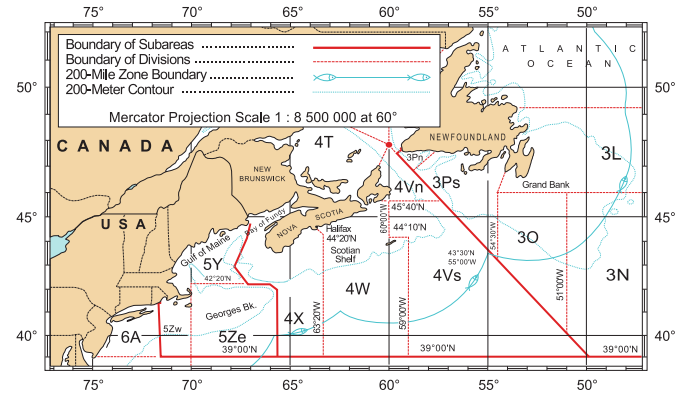 75° 70° 65° 60° 55° 50°
Boundary of Subareas
Boundary of Divisions
200-Mile Zone Boundary
200-Meter Contour
Mercator Projection Scale 1 : 8 500 000 at 60°
ATLANTIC
OCEAN
50° 50°
CANADA
4T
NEWFOUNDLAND
3L
3Pn
NEW
BRUNSWICK
4Vn
3Ps
Grand Bank
45° 45°
USA
Bay of Fundy
NOVA SCOTIA
60°00'W
45°40'N
Halifax
44°20'N
44°10'N
54°30'W
3O
Gulf of Maine
5Y
Scotian
Shelf
43°30'N
55°00'W
42°20'N
4W
4Vs
51°00'W
3N
Georges Bk.
4X
63°20'W
59°00'W
40° 40°
6A
5Zw
5Ze
39°00'N
39°00'N
39°00'N
75° 70° 65° 60° 55° 50°